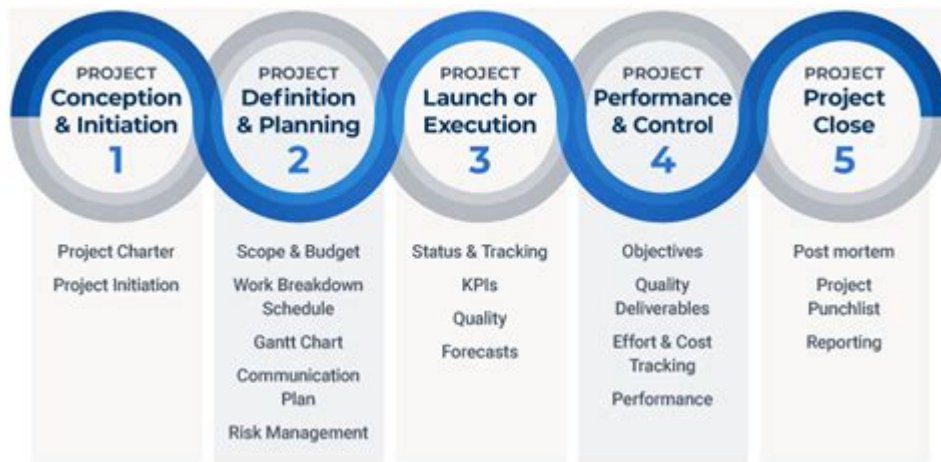 PROJECT
Conception
& Initiation
1
PROJECT
Definition
& Planning
2
PROJECT
Launch or
Execution
3
PROJECT
Performance
& Control
4
PROJECT
Project
Close
5
Project Charter
Project Initiation
Scope & Budget
Work Breakdown
Schedule
Gantt Chart
Communication
Plan
Risk Management
Status & Tracking
KPIs
Quality
Forecasts
Objectives
Quality
Deliverables
Effort & Cost
Tracking
Performance
Post mortem
Project
Punchlist
Reporting